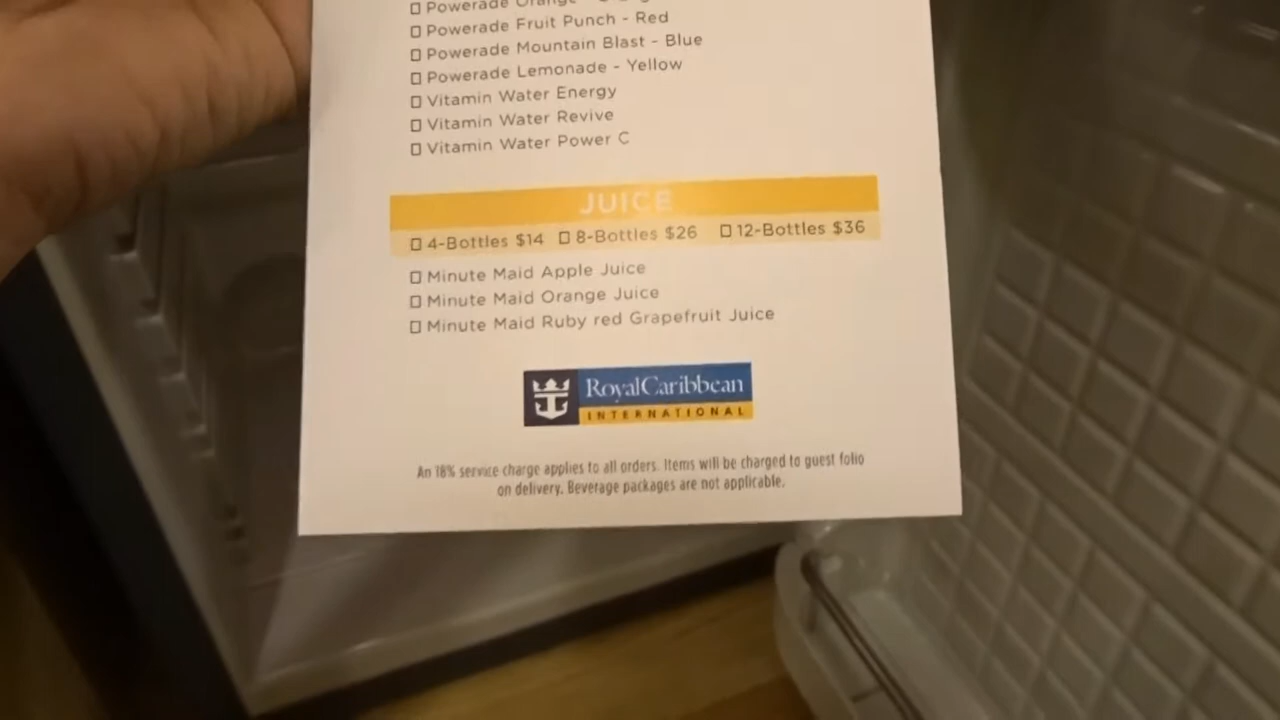 ☐ Powerade Orange
☐ Powerade Fruit Punch - Red
☐ Powerade Mountain Blast - Blue
☐ Powerade Lemonade - Yellow
☐ Vitamin Water Energy
☐ Vitamin Water Revive
☐ Vitamin Water Power C
JUICE
☐ 4-Bottles $14 ☐ 8-Bottles $26 ☐ 12-Bottles $36
☐ Minute Maid Apple Juice
☐ Minute Maid Orange Juice
☐ Minute Maid Ruby red Grapefruit Juice
RoyalCaribbean
INTERNATIONAL
An 18% service charge applies to all orders. Items will be charged to guest folio
on delivery. Beverage packages are not applicable.